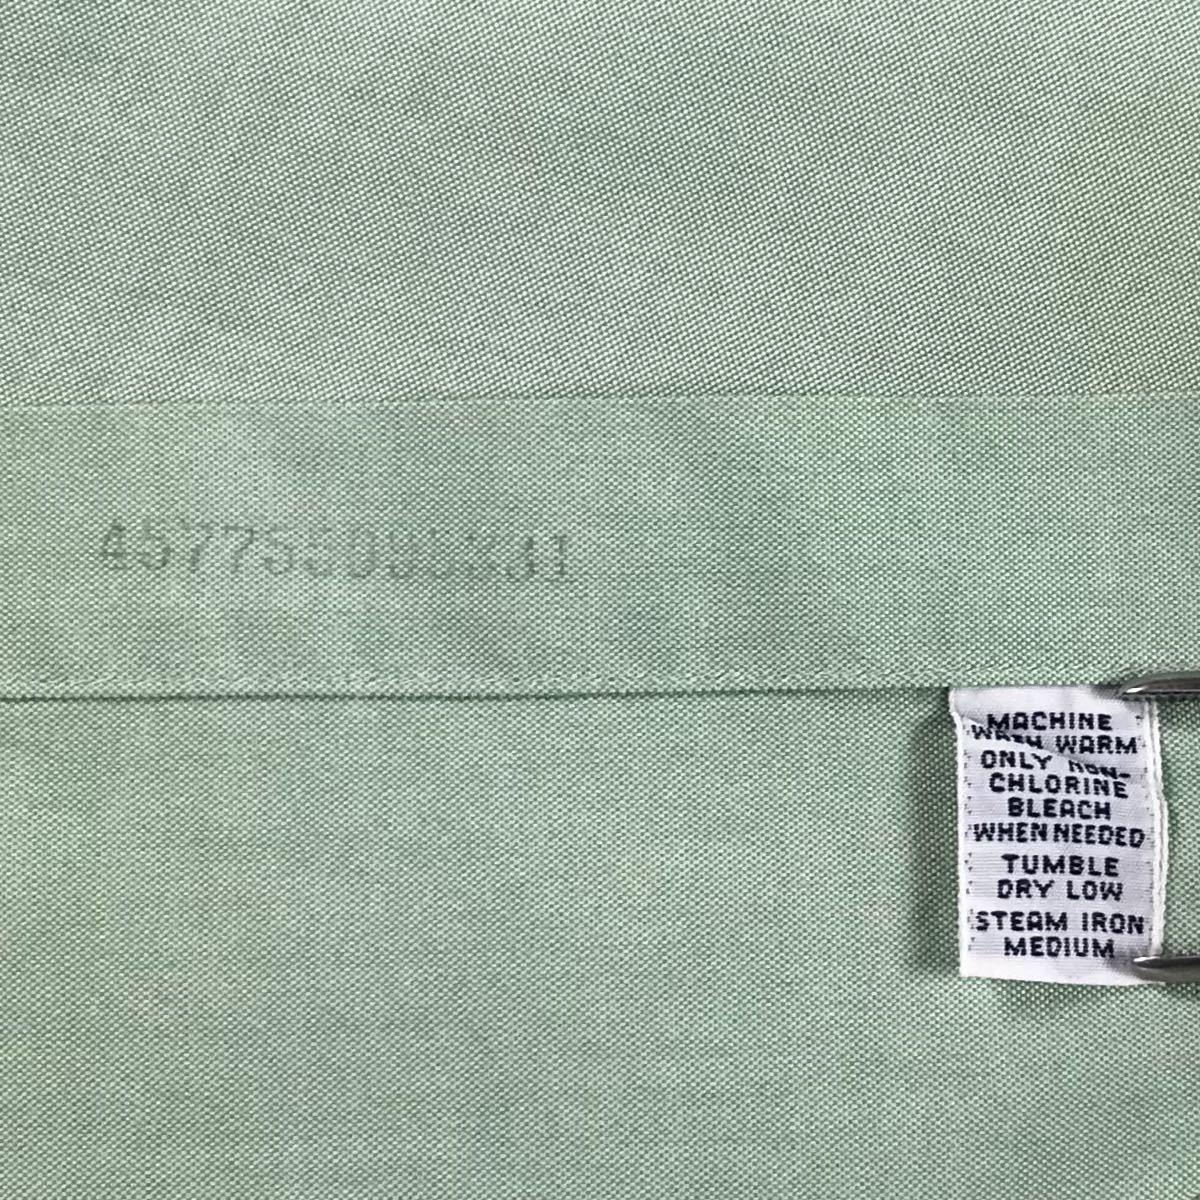 MACHINE
WASH WARM
ONLY NON-
CHLORINE
BLEACH
WHEN NEEDED
TUMBLE
DRY LOW
STEAM IRON
MEDIUM